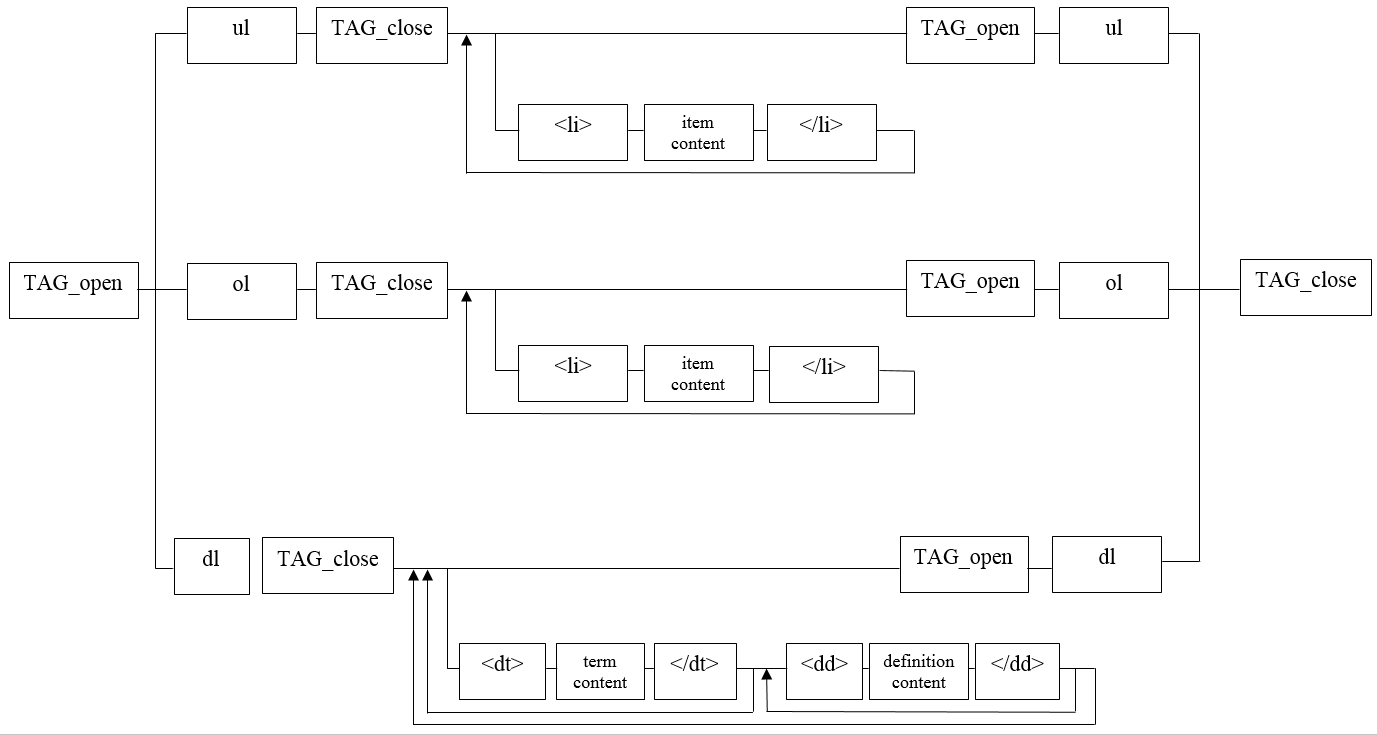 ul
TAG_close
TAG_open
ul
<li>
item
content
</li>
TAG_open
ol
TAG_close
TAG_open
ol
TAG_close
<li>
item
content
</li>
dl
TAG_close
TAG_open
dl
<dt>
term
content
</dt>
<dd>
definition
content
</dd>